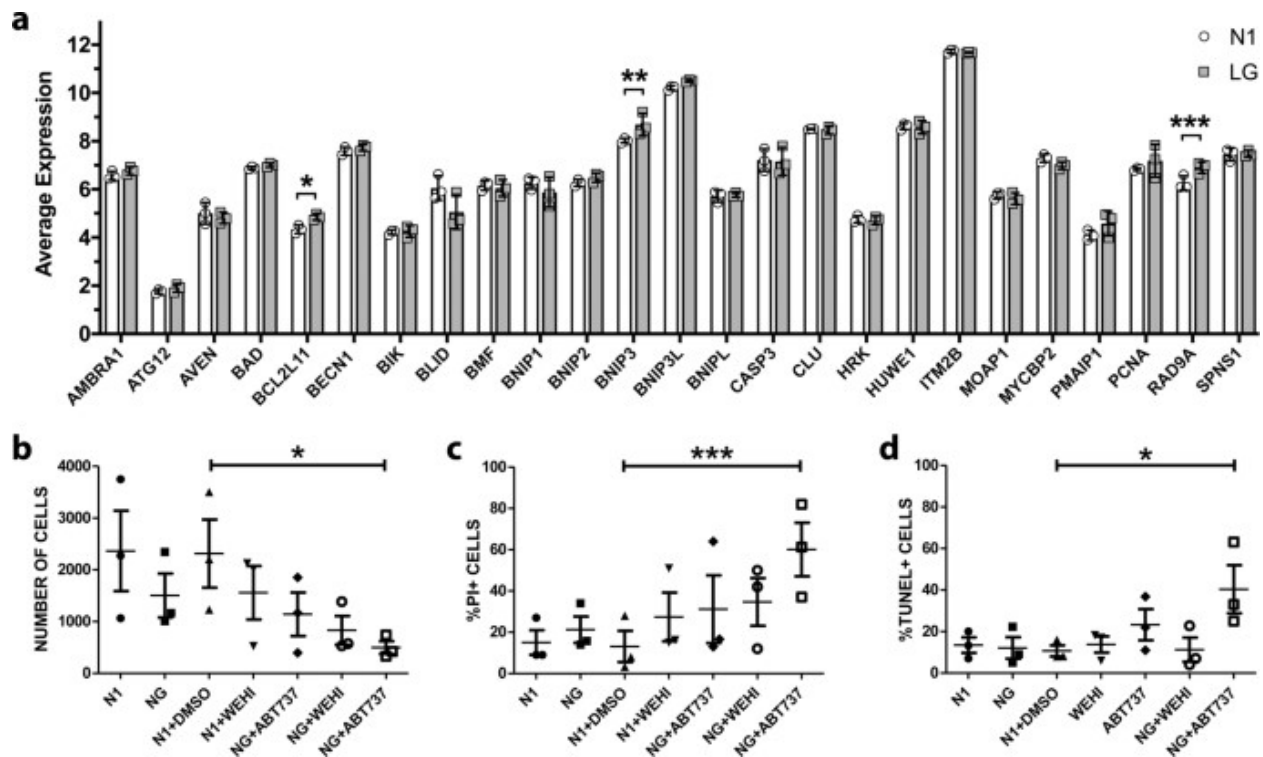 a
N1
LG
Average Expression
12
10
8
6
4
2
0
*
**
***
AMBRA1
ATG12
AVEN
BAD
BCL2L11
BECN1
BIK
BLID
BMF
BNIP1
BNIP2
BNIP3
BNIP3L
BNIPL
CASP3
CLU
HRK
HUWE1
ITM2B
MOAP1
MYCBP2
PMAIP1
PCNA
RAD9A
SPNS1
b
*
NUMBER OF CELLS
4000
3000
2000
1000
0
N1
NG
N1+DMSO
N1+WEHI
NG+ABT737
NG+WEHI
NG+ABT737
c
***
%PI+ CELLS
100
80
60
40
20
0
N1
NG
N1+DMSO
N1+WEHI
NG+ABT737
NG+WEHI
NG+ABT737
d
*
%TUNEL+ CELLS
100
80
60
40
20
0
N1
NG
N1+DMSO
WEHI
ABT737
NG+WEHI
NG+ABT737